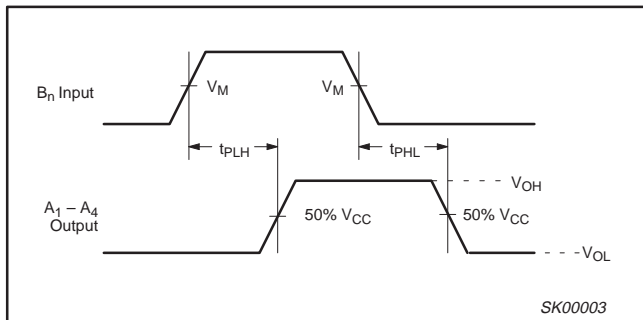 Bn Input
VM
VM
tPLH
tPHL
A1 – A4
Output
50% VCC
50% VCC
VOH
VOL
SK00003